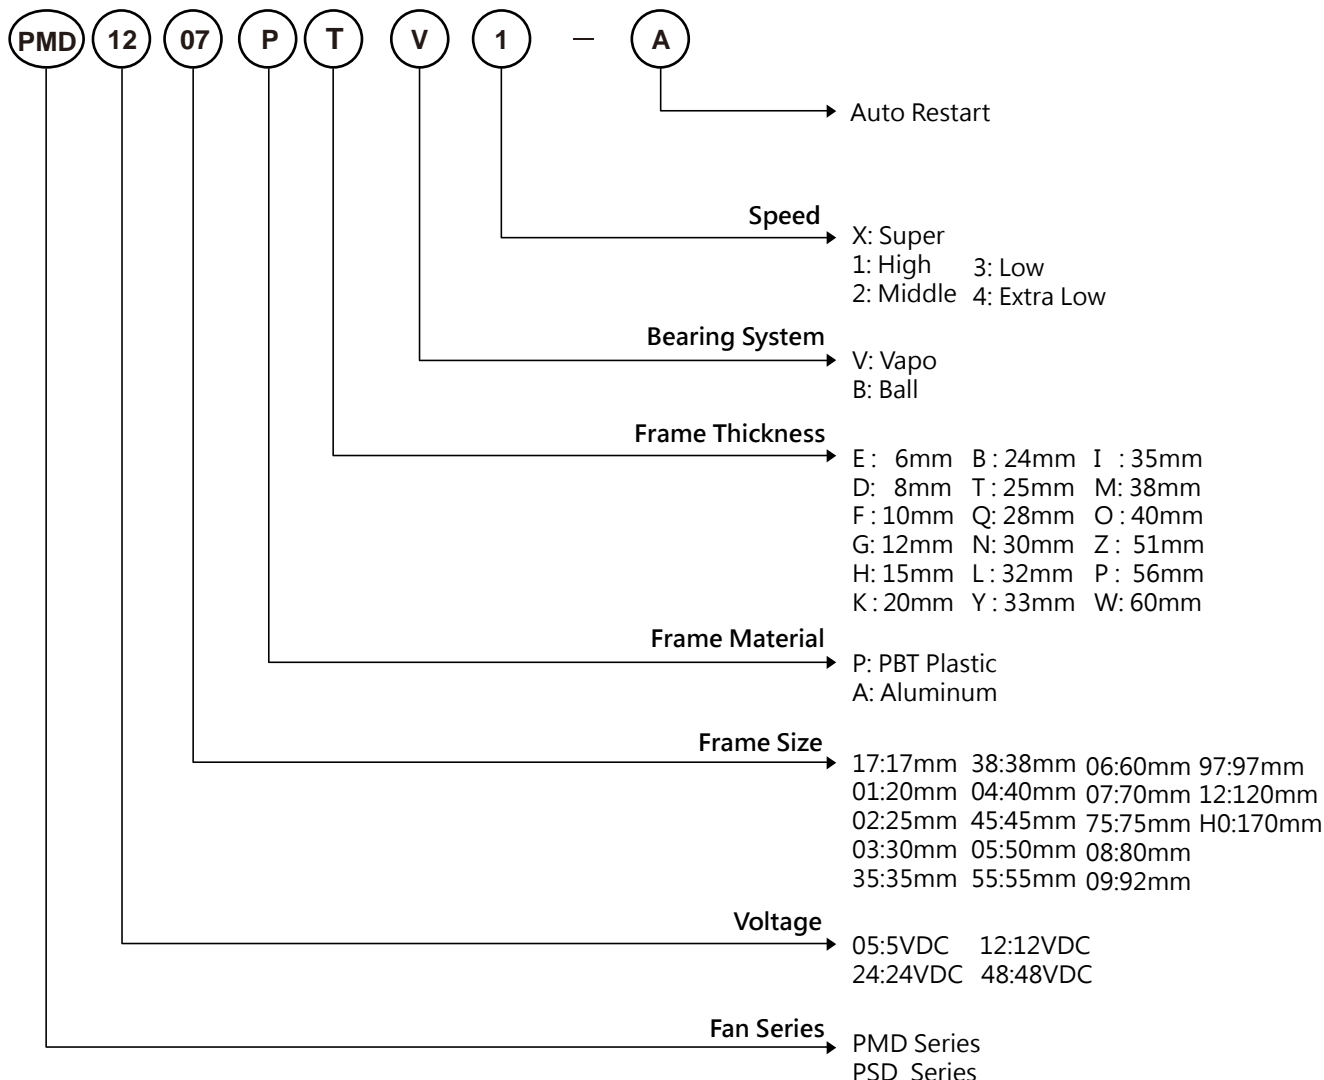 PMD 12 07 P T V 1 – A
Auto Restart
Speed
X: Super
1: High 3: Low
2: Middle 4: Extra Low
Bearing System
V: Vapo
B: Ball
Frame Thickness
E : 6mm B : 24mm I : 35mm
D: 8mm T : 25mm M: 38mm
F : 10mm Q: 28mm O : 40mm
G: 12mm N: 30mm Z : 51mm
H: 15mm L : 32mm P : 56mm
K : 20mm Y : 33mm W: 60mm
Frame Material
P: PBT Plastic
A: Aluminum
Frame Size
17:17mm 38:38mm 06:60mm 97:97mm
01:20mm 04:40mm 07:70mm 12:120mm
02:25mm 45:45mm 75:75mm H0:170mm
03:30mm 05:50mm 08:80mm
35:35mm 55:55mm 09:92mm
Voltage
05:5VDC 12:12VDC
24:24VDC 48:48VDC
Fan Series
PMD Series
PSD Series